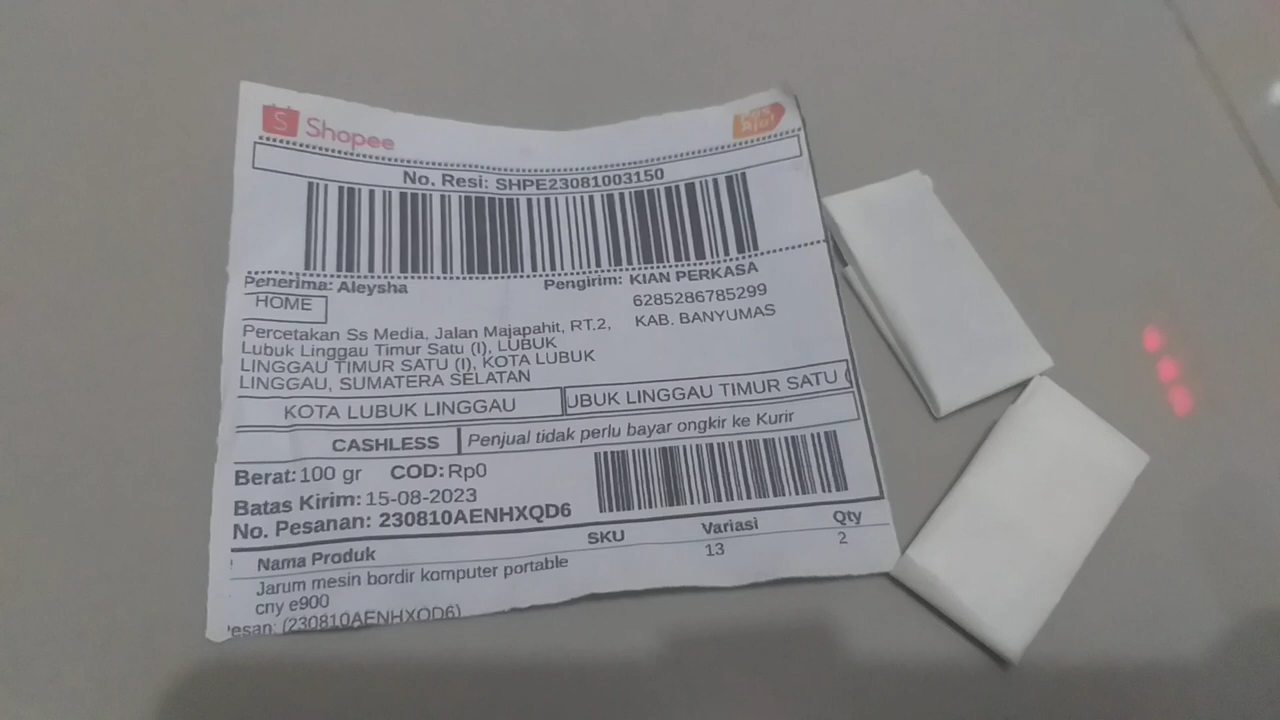 Shopee
Pos
Aja!
No. Resi: SHPE23081003150
Penerima: Aleysha
Pengirim: KIAN PERKASA
HOME
6285286785299
KAB. BANYUMAS
Percetakan Ss Media, Jalan Majapahit, RT.2,
Lubuk Linggau Timur Satu (I), LUBUK
LINGGAU TIMUR SATU (I), KOTA LUBUK
LINGGAU, SUMATERA SELATAN
KOTA LUBUK LINGGAU
UBUK LINGGAU TIMUR SATU (
CASHLESS
Penjual tidak perlu bayar ongkir ke Kurir
Berat: 100 gr COD: Rp0
Batas Kirim: 15-08-2023
No. Pesanan: 230810AENHXQD6
Nama Produk SKU Variasi Qty
Jarum mesin bordir komputer portable 13 2
cny e900
esan: (230810AENHXQD6)